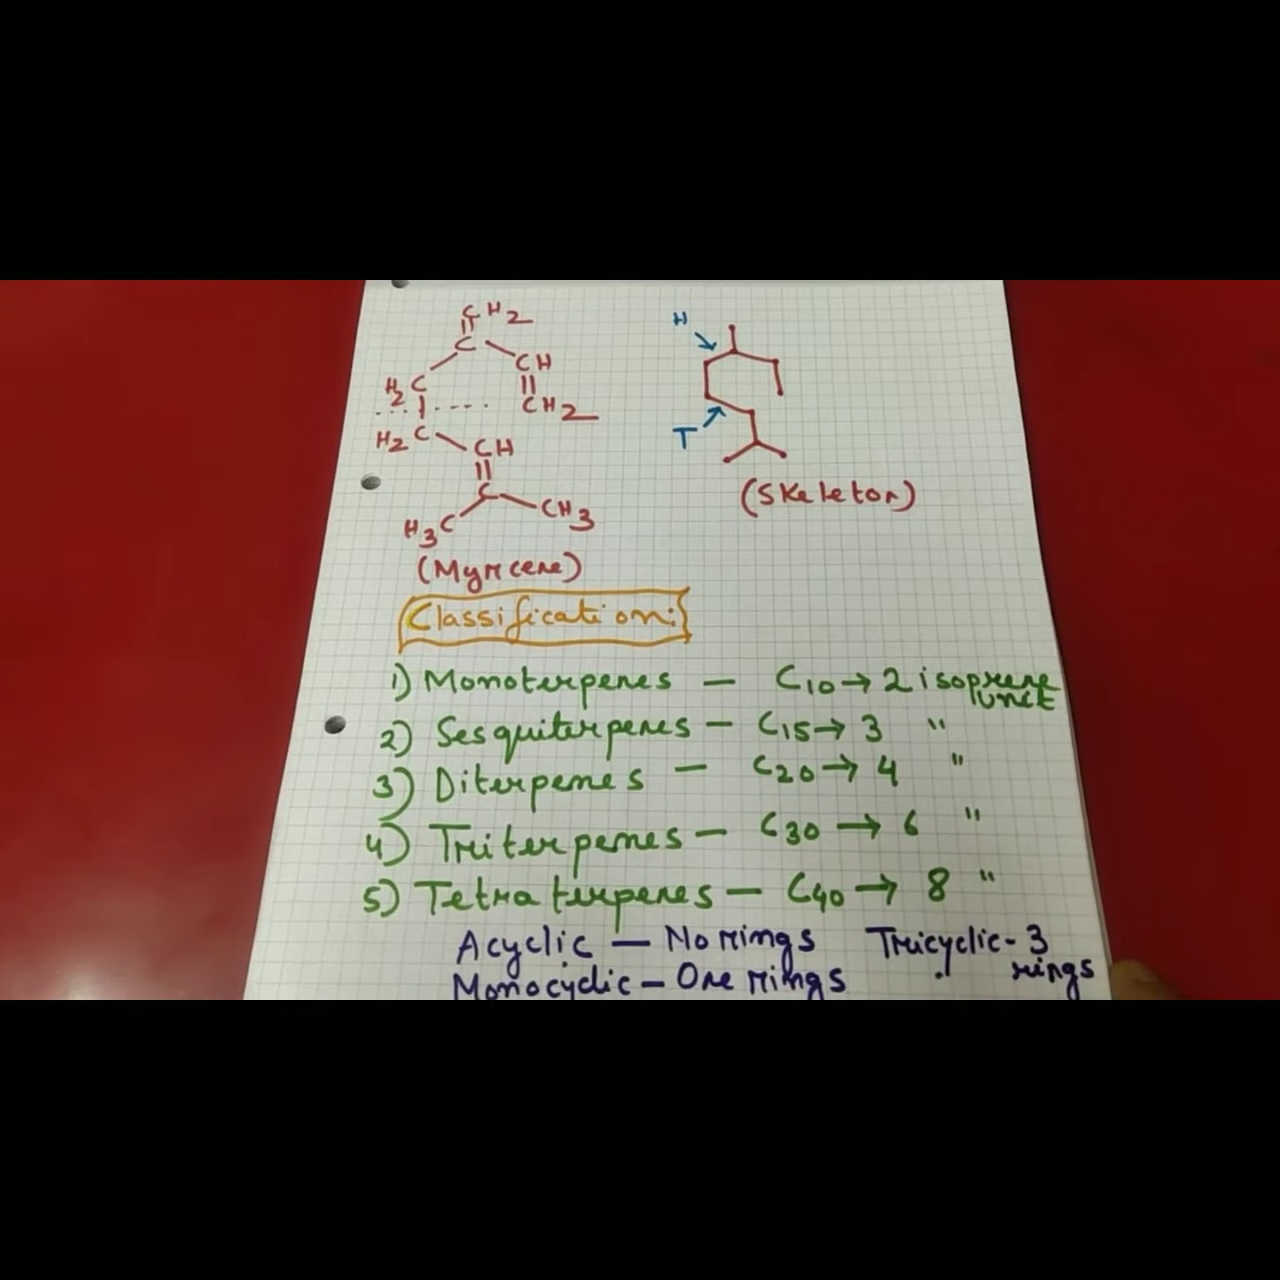 CH2
C
CH
H2C
CH2
H2C
CH
C
H3C
CH3
(Myrcene)
H
T
(Skeleton)
Classification:
1) Monoterpenes — C10 → 2 isoprene unit
2) Sesquiterpenes — C15 → 3 "
3) Diterpenes — C20 → 4 "
4) Triterpenes — C30 → 6 "
5) Tetra terpenes — C40 → 8 "
Acyclic — No rings Tricyclic - 3 rings
Monocyclic — One rings